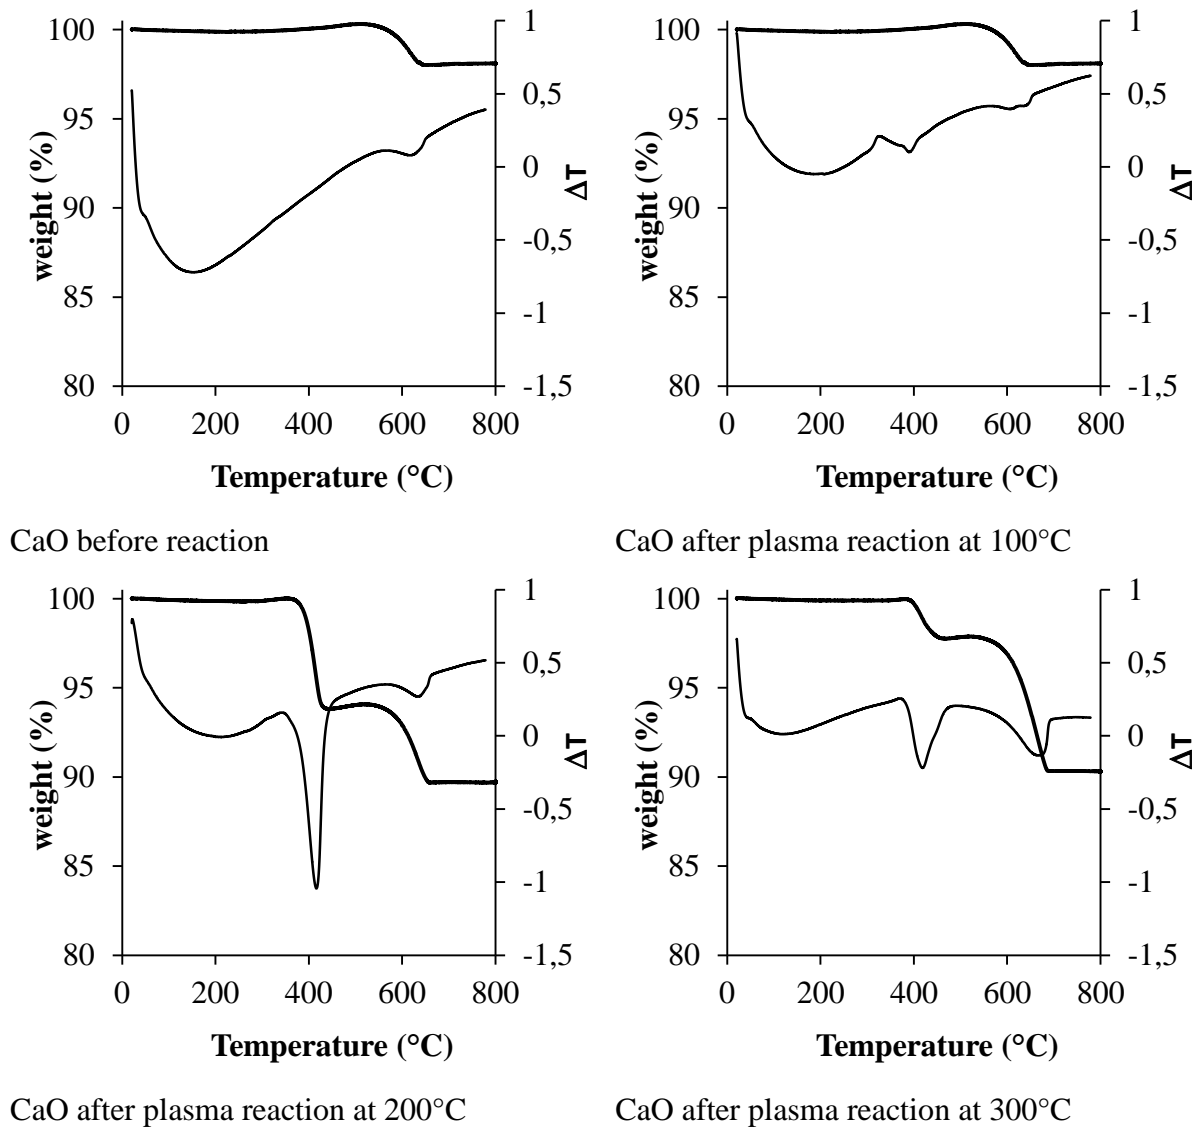 100
95
90
85
80
weight (%)
1
0,5
0
-0,5
-1
-1,5
ΔT
0 200 400 600 800
Temperature (°C)
CaO before reaction
100
95
90
85
80
weight (%)
1
0,5
0
-0,5
-1
-1,5
ΔT
0 200 400 600 800
Temperature (°C)
CaO after plasma reaction at 100°C
100
95
90
85
80
weight (%)
1
0,5
0
-0,5
-1
-1,5
ΔT
0 200 400 600 800
Temperature (°C)
CaO after plasma reaction at 200°C
100
95
90
85
80
weight (%)
1
0,5
0
-0,5
-1
-1,5
ΔT
0 200 400 600 800
Temperature (°C)
CaO after plasma reaction at 300°C